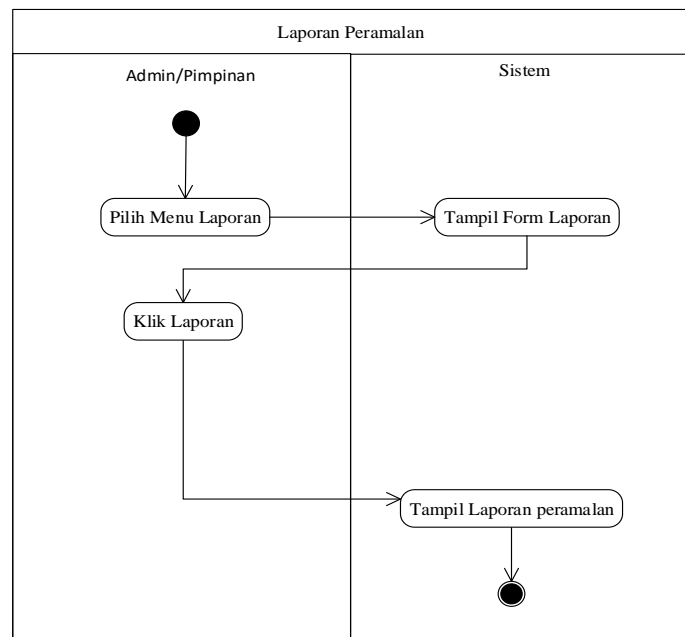 Laporan Peramalan
Admin/Pimpinan
Sistem
Pilih Menu Laporan
Tampil Form Laporan
Klik Laporan
Tampil Laporan peramalan